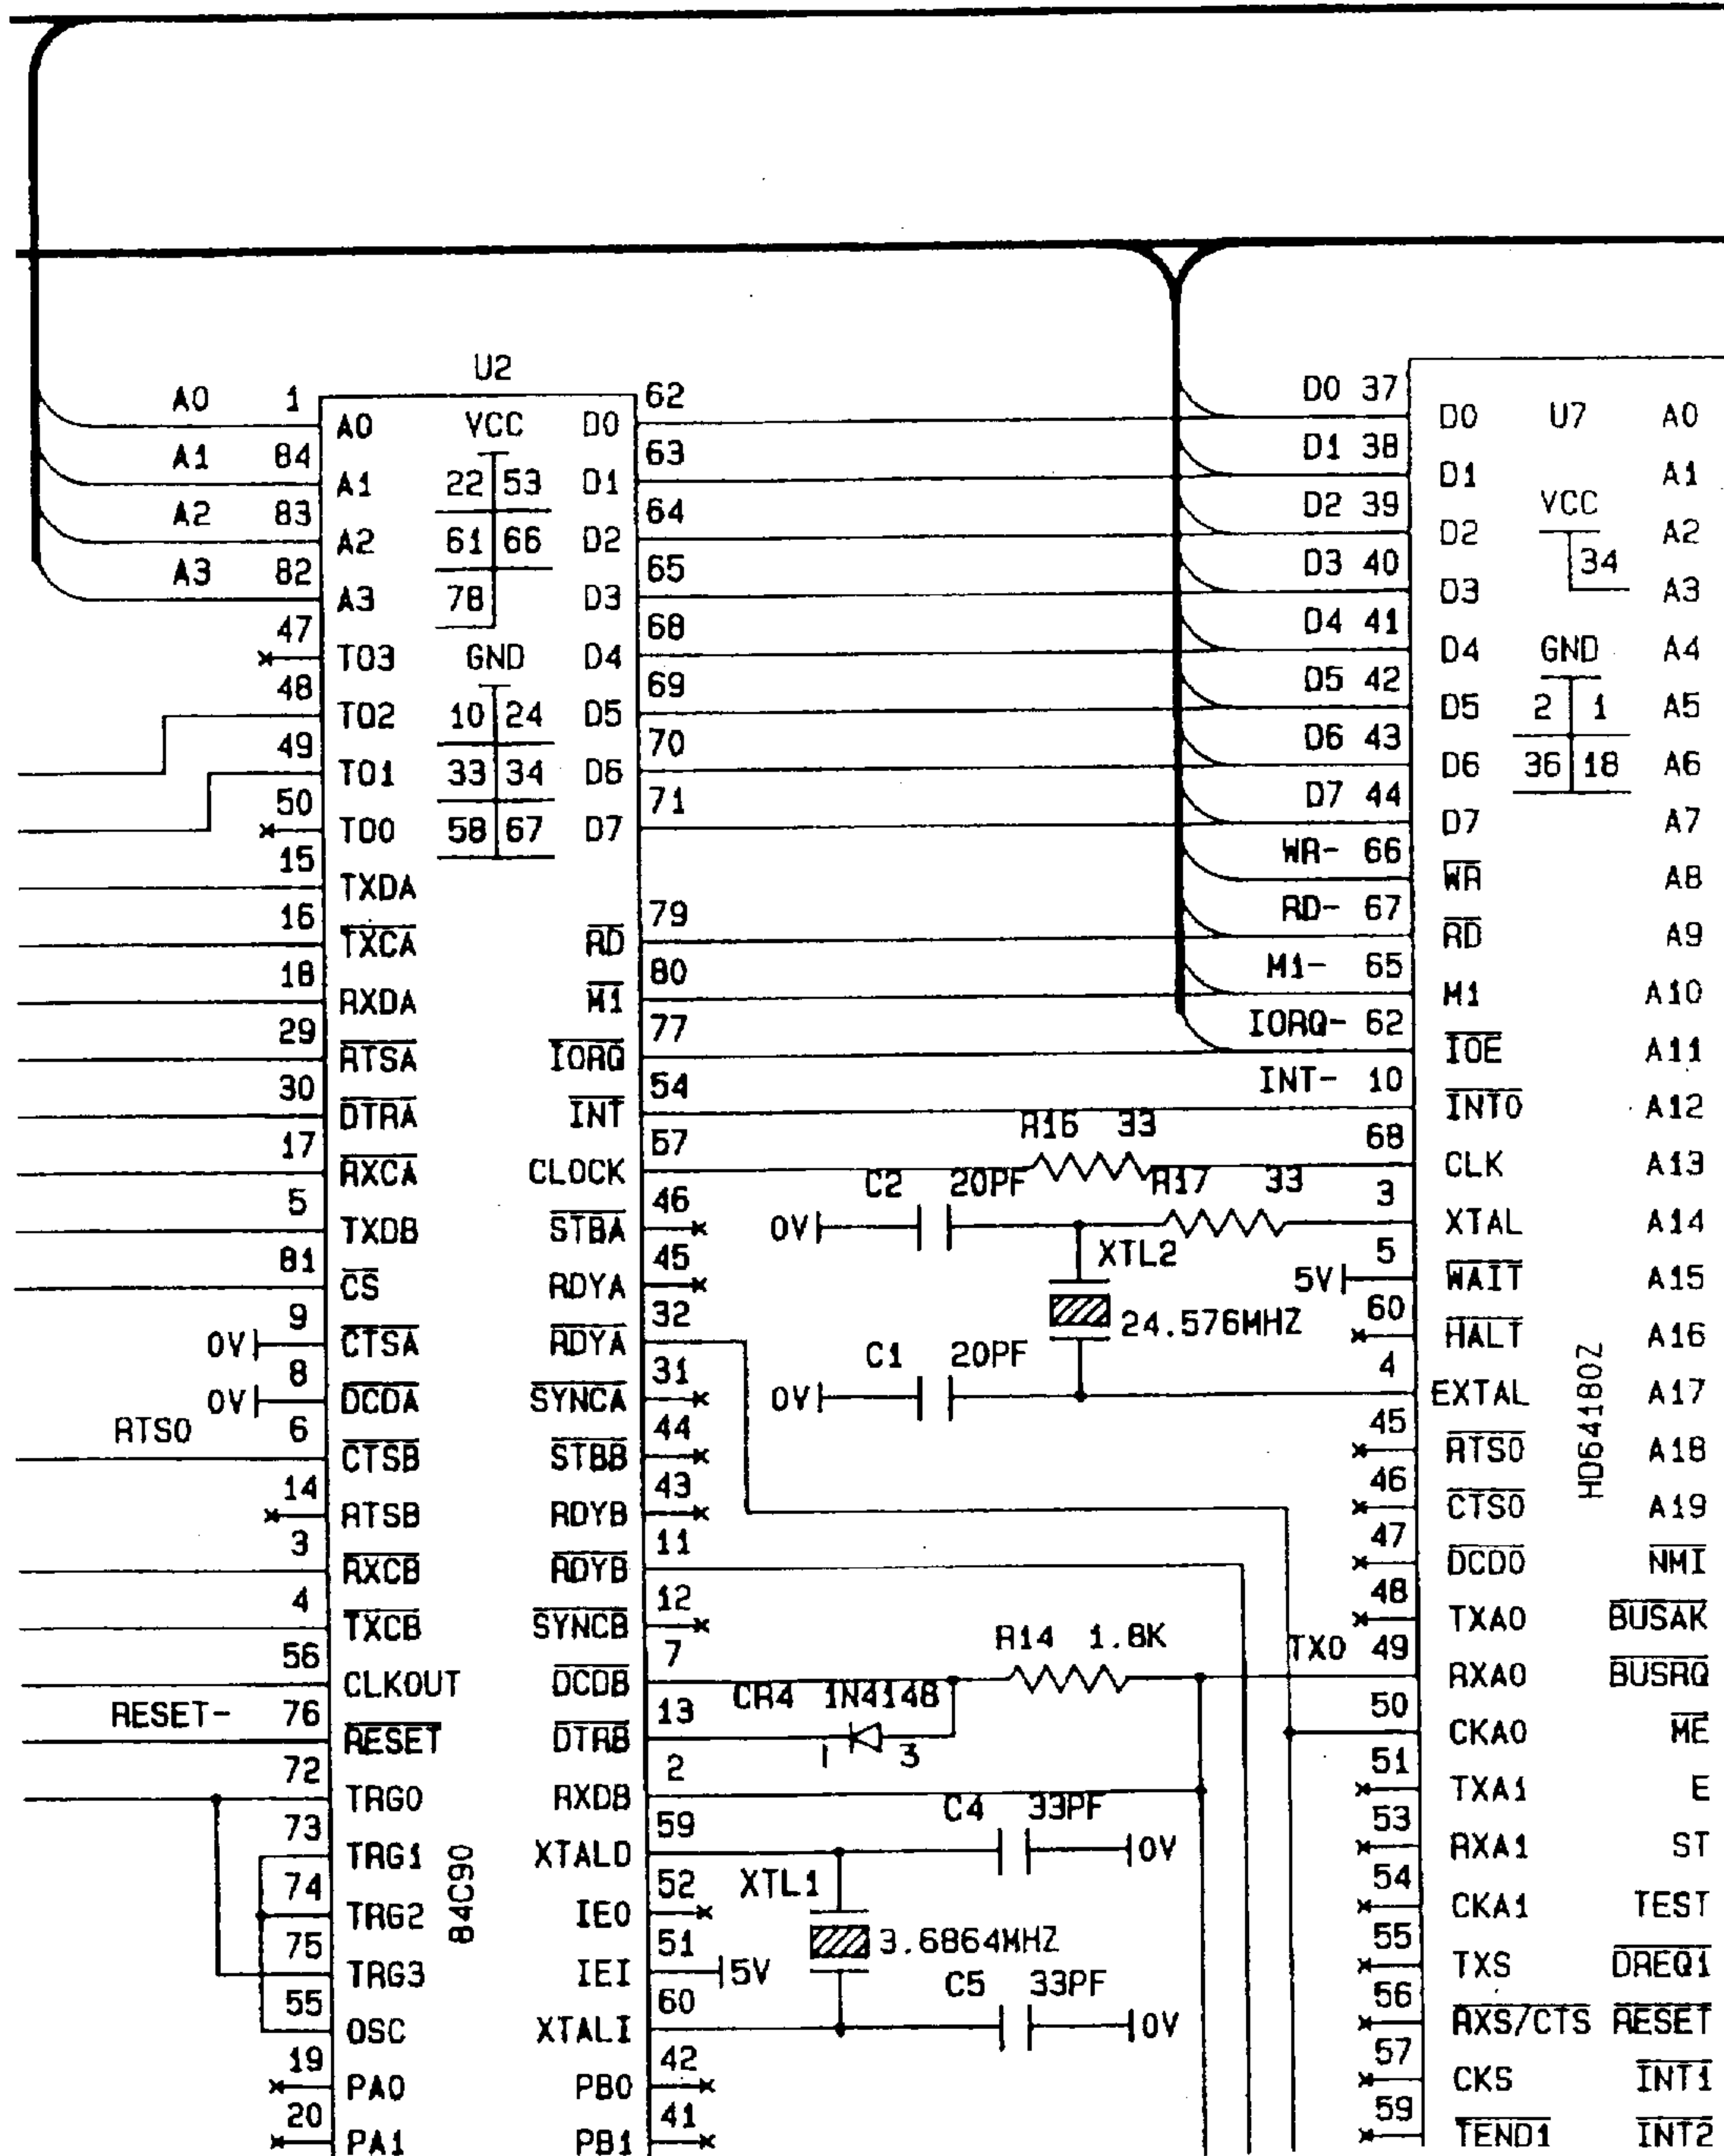 U2
A0 1 A0 VCC D0 62 D0 37 D0 U7 A0
A1 84 A1 22 53 D1 63 D1 38 D1 A1
A2 83 A2 61 66 D2 64 D2 39 D2 VCC A2
A3 82 A3 78 D3 65 D3 40 D3 34 A3
47 TO3 GND D4 68 D4 41 D4 GND A4
48 TO2 10 24 D5 69 D5 42 D5 2 1 A5
49 TO1 33 34 D6 70 D6 43 D6 36 18 A6
50 TO0 58 67 D7 71 D7 44 D7 A7
15 TXDA WR- 66 WR A8
16 TXCA RD 79 RD- 67 RD A9
18 RXDA M1 80 M1- 65 M1 A10
29 RTSA IORQ 77 IORQ- 62 IOE A11
30 DTRA INT 54 INT- 10 INT0 A12
17 RXCA CLOCK 57 R16 33 68 CLK A13
5 TXDB STBA 46 0V C2 20PF R17 33 3 XTAL A14
81 CS RDYA 45 XTL2 5V 5 WAIT A15
0V 9 CTSA RDYA 32 24.576MHZ 60 HALT A16
0V 8 DCDA SYNCA 31 0V C1 20PF 4 EXTAL A17
RTS0 6 CTSB STBB 44 45 RTS0 A18
14 RTSB RDYB 43 46 CTS0 A19
3 RXCB RDYB 11 47 DCD0 NMI
4 TXCB SYNCB 12 48 TXA0 BUSAK
56 CLKOUT DCDB 7 R14 1.8K TX0 49 RXA0 BUSRQ
RESET- 76 RESET DTRB 13 CR4 1N4148 1 3 50 CKA0 ME
72 TRG0 RXDB 2 51 TXA1 E
73 TRG1 XTALO 59 C4 33PF 0V 53 RXA1 ST
74 TRG2 IEO 52 XTL1 54 CKA1 TEST
75 TRG3 IEI 51 5V 3.6864MHZ 55 TXS DREQ1
55 OSC XTALI 60 C5 33PF 0V 56 RXS/CTS RESET
19 PA0 PB0 42 57 CKS INT1
20 PA1 PB1 41 59 TEND1 INT2
84C90
HD64180Z